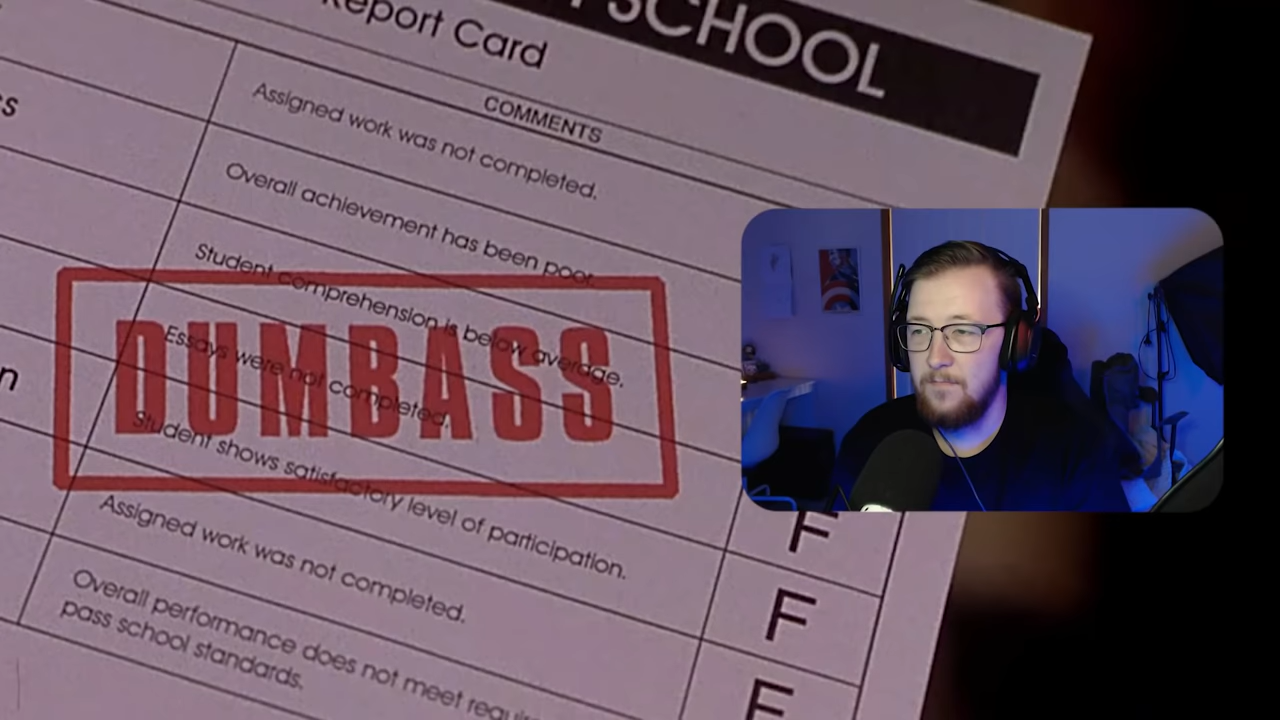 SCHOOL
Report Card
COMMENTS
Assigned work was not completed.
Overall achievement has been poor.
Student comprehension is below average.
Essays were not completed.
Student shows satisfactory level of participation.
Assigned work was not completed.
Overall performance does not meet
pass school standards.
DUMBASS
F
F
F